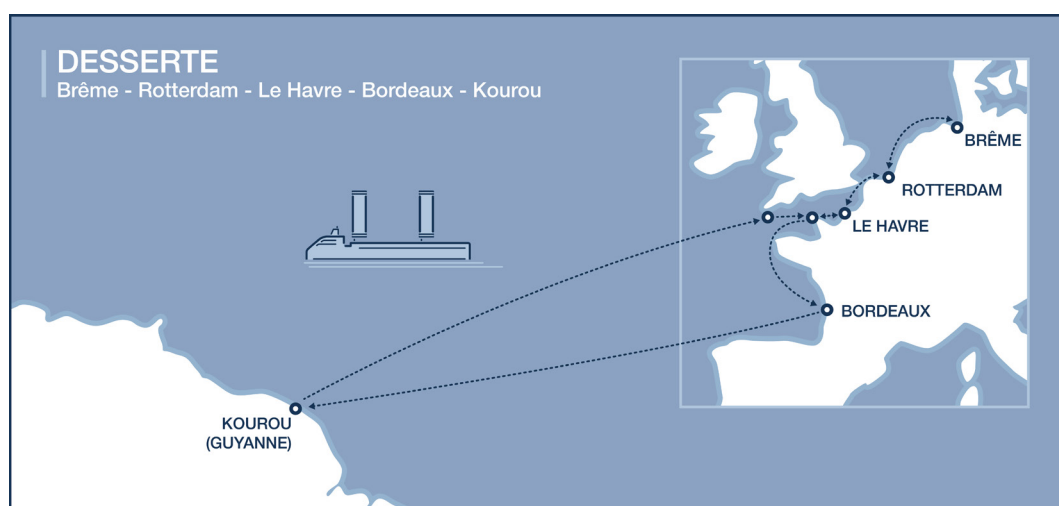 DESSERTE
Brême - Rotterdam - Le Havre - Bordeaux - Kourou
BRÊME
ROTTERDAM
LE HAVRE
BORDEAUX
KOUROU
(GUYANNE)